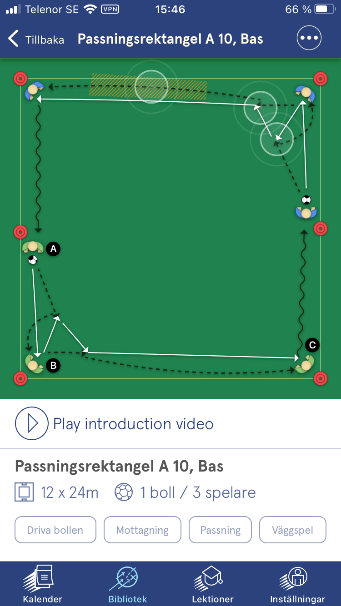 Telenor SE VPN 15:46 66 %
Tillbaka Passningsrektangel A 10, Bas
A
C
B
Play introduction video
Passningsrektangel A 10, Bas
12 x 24m 1 boll / 3 spelare
Driva bollen Mottagning Passning Väggspel
Kalender Bibliotek Lektioner Inställningar